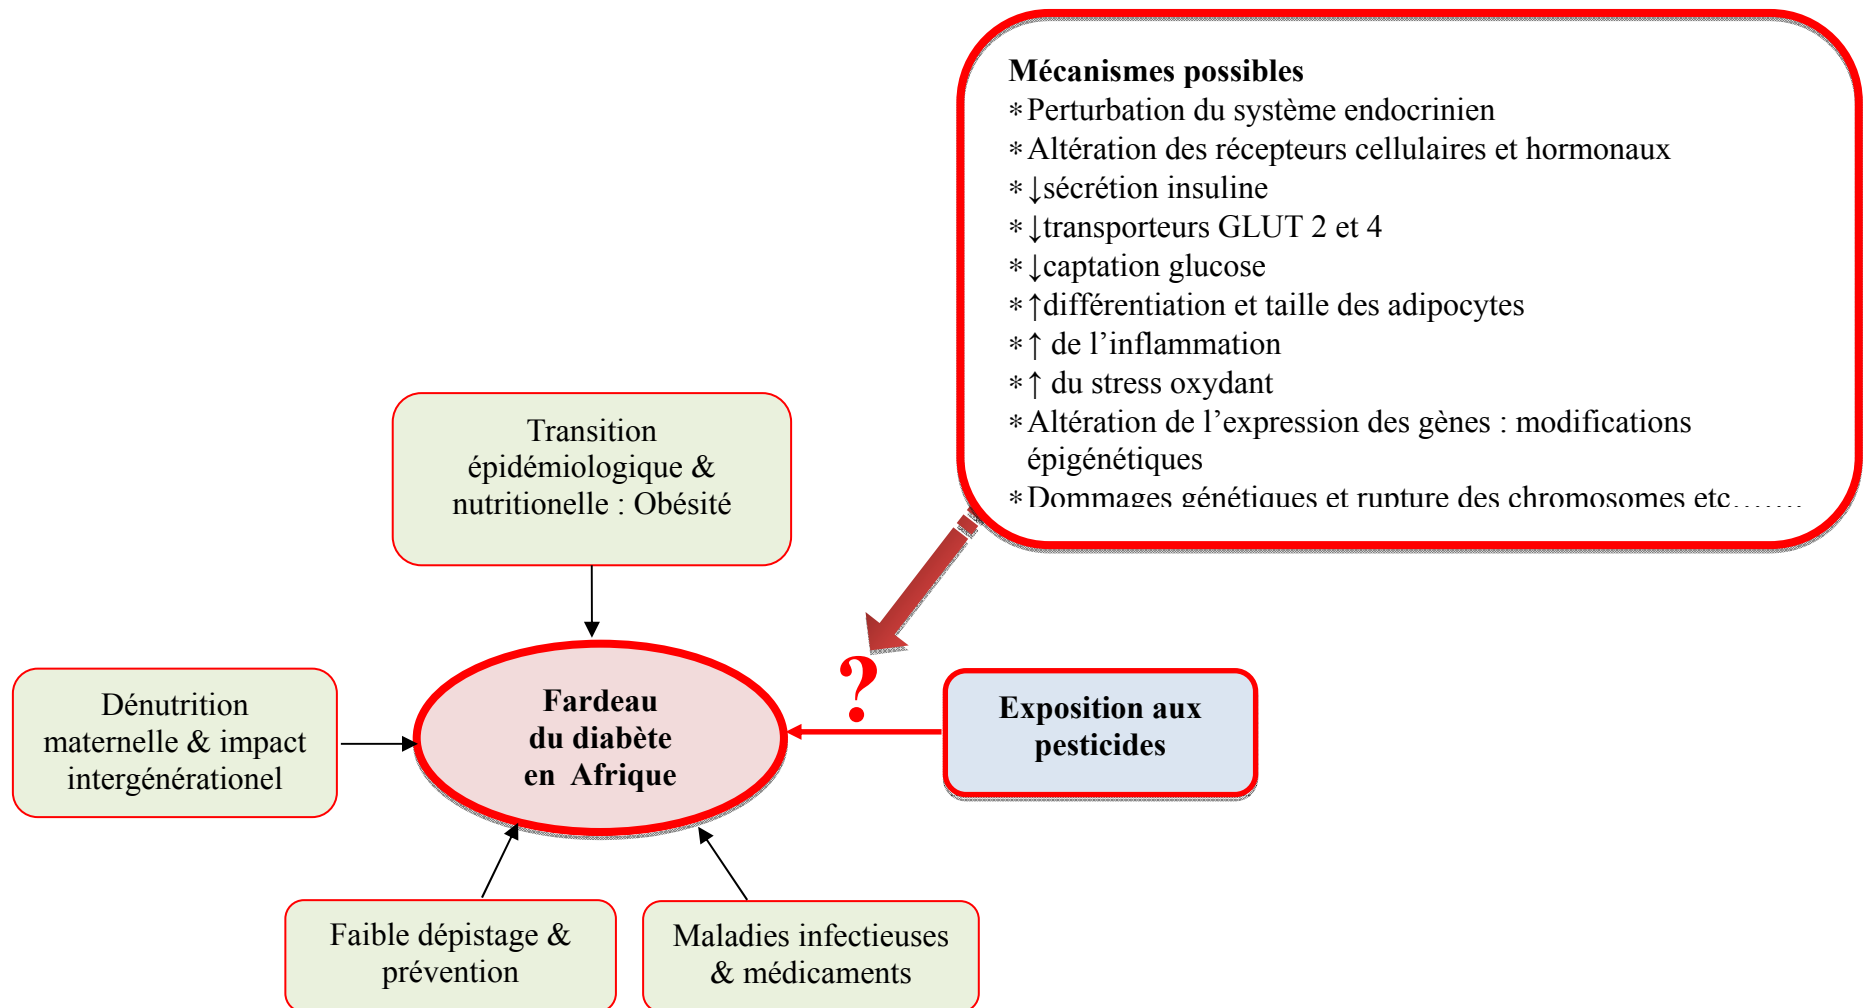 Mécanismes possibles
*Perturbation du système endocrinien
*Altération des récepteurs cellulaires et hormonaux
*↓sécrétion insuline
*↓transporteurs GLUT 2 et 4
*↓captation glucose
*↑différentiation et taille des adipocytes
*↑ de l’inflammation
*↑ du stress oxydant
*Altération de l’expression des gènes : modifications
épigénétiques
*Dommages génétiques et rupture des chromosomes etc…….
Transition
épidémiologique &
nutritionelle : Obésité
?
Dénutrition
maternelle & impact
intergénérationel
Fardeau
du diabète
en Afrique
Exposition aux
pesticides
Faible dépistage &
prévention
Maladies infectieuses
& médicaments